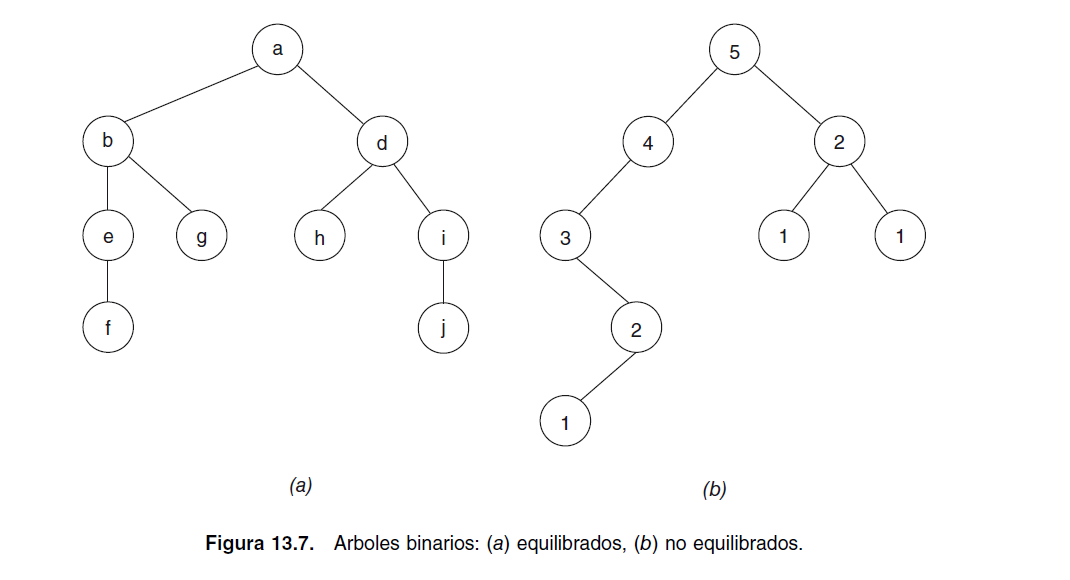 a
5
b
d
4
2
e
g
h
i
3
1
1
f
j
2
1
(a)
(b)
Figura 13.7. Arboles binarios: (a) equilibrados, (b) no equilibrados.